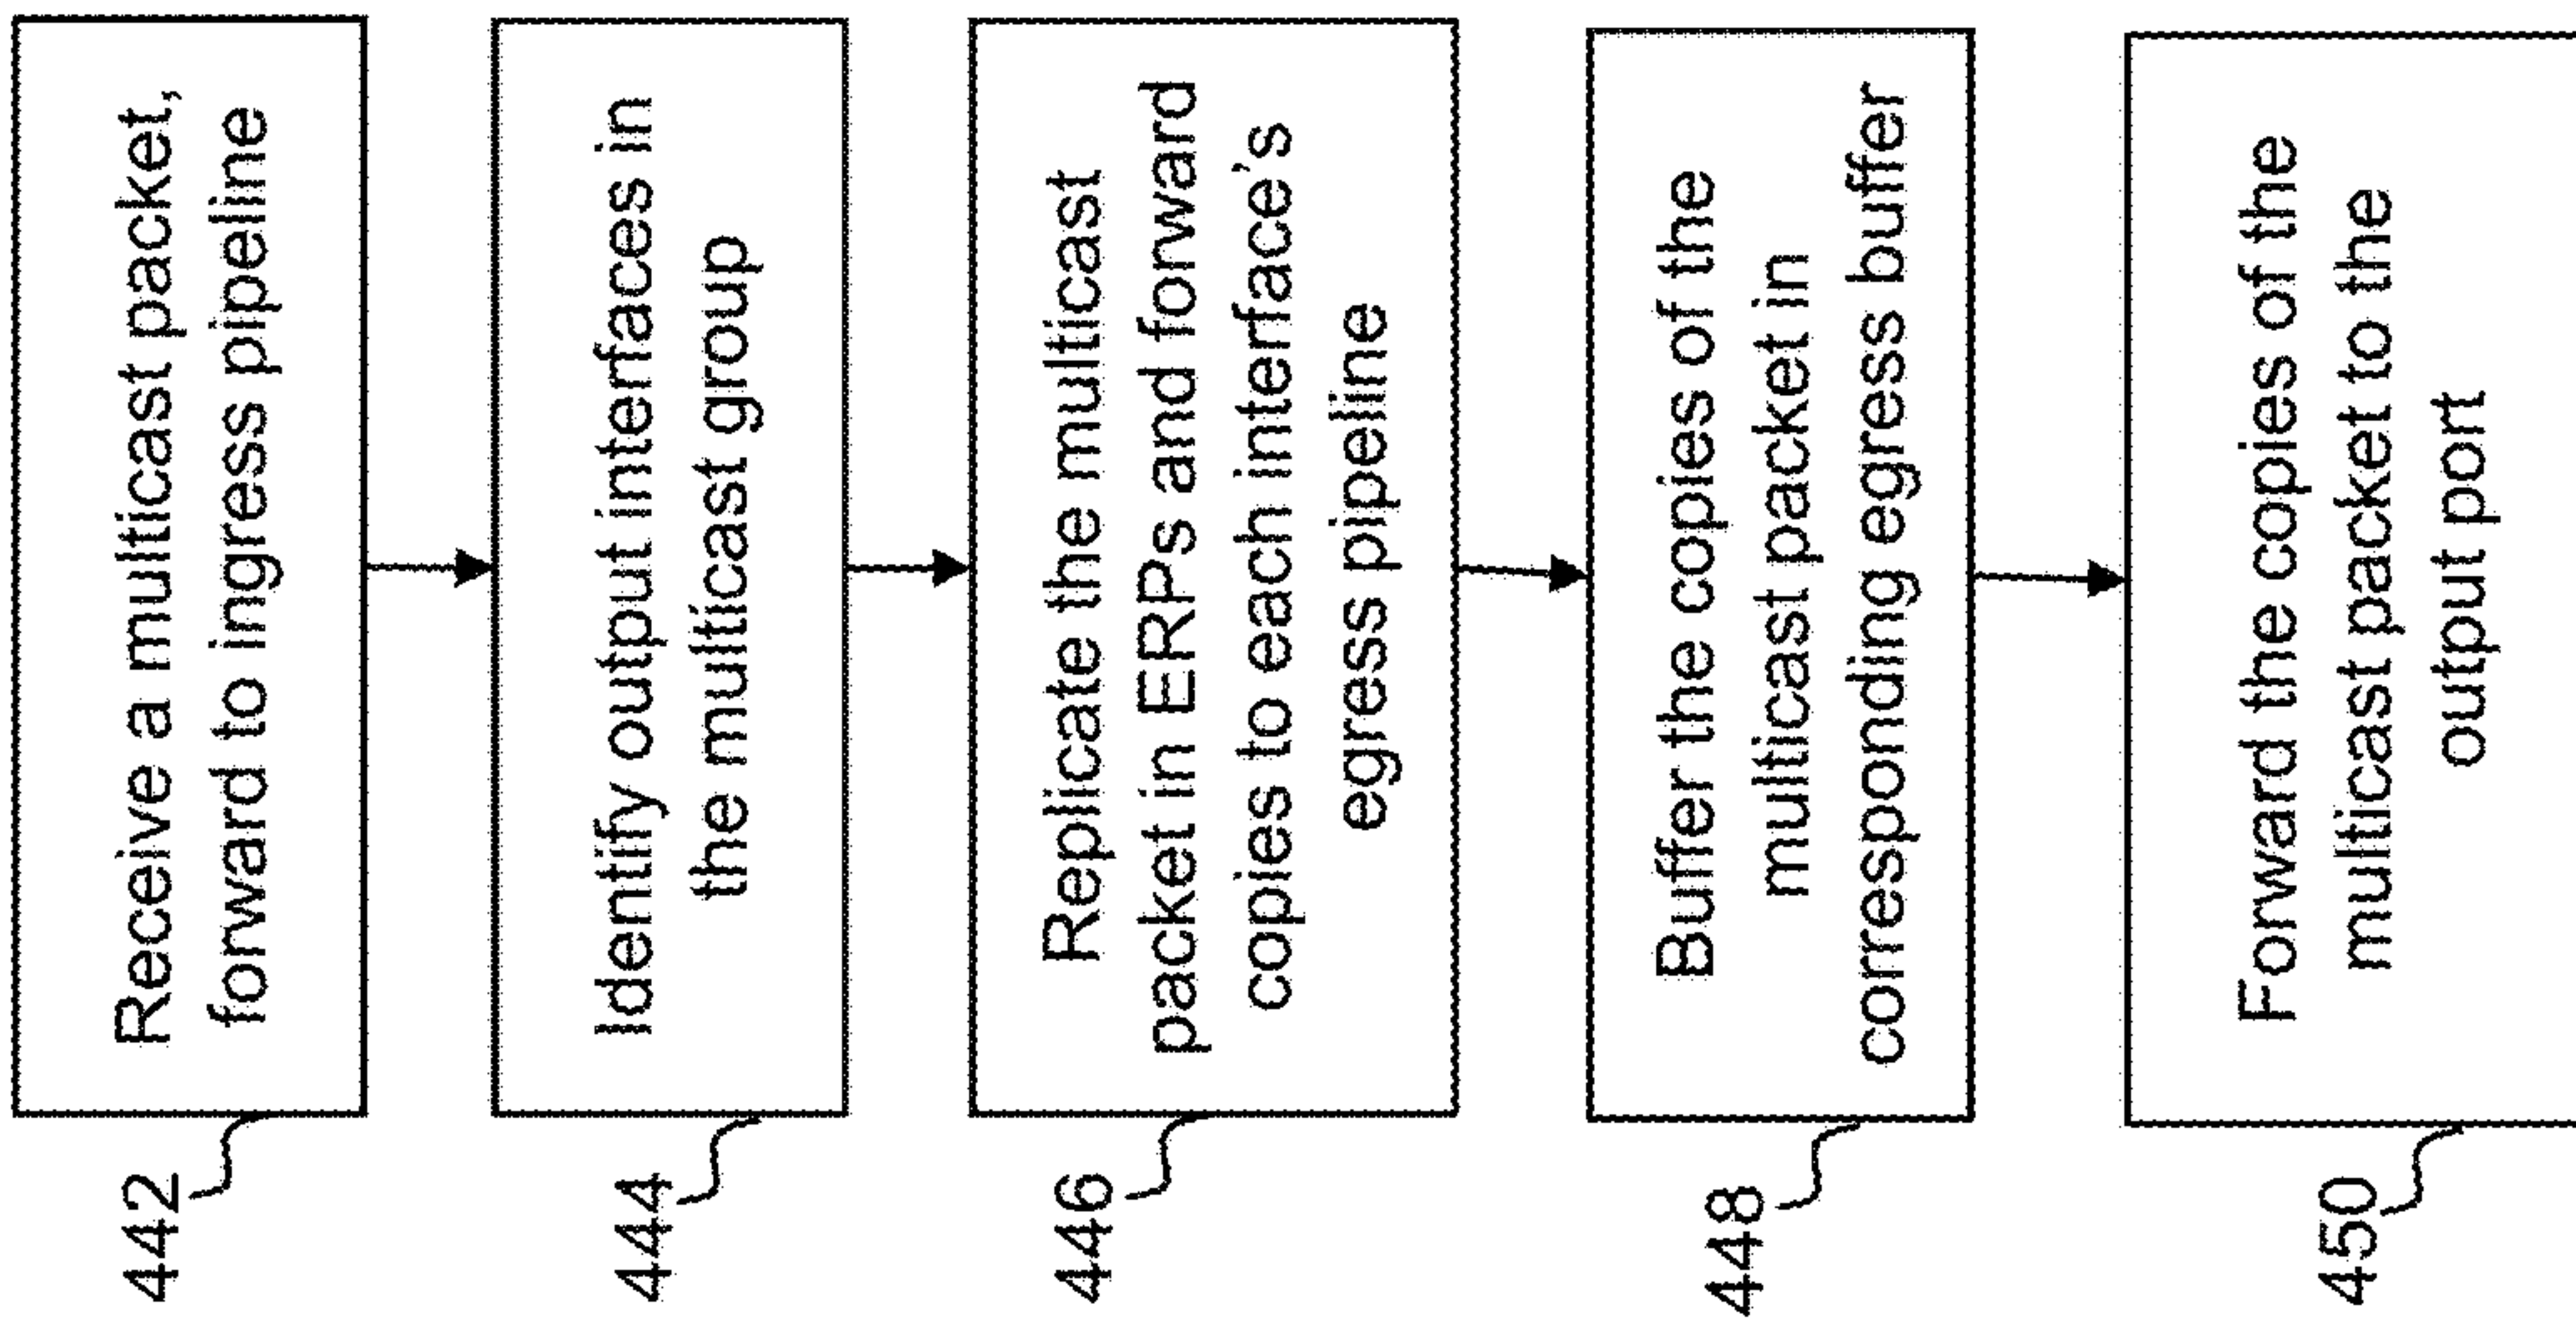 442
Receive a multicast packet,
forward to ingress pipeline
444
Identify output interfaces in
the multicast group
446
Replicate the multicast
packet in ERPs and forward
copies to each interface's
egress pipeline
448
Buffer the copies of the
multicast packet in
corresponding egress buffer
450
Forward the copies of the
multicast packet to the
output port